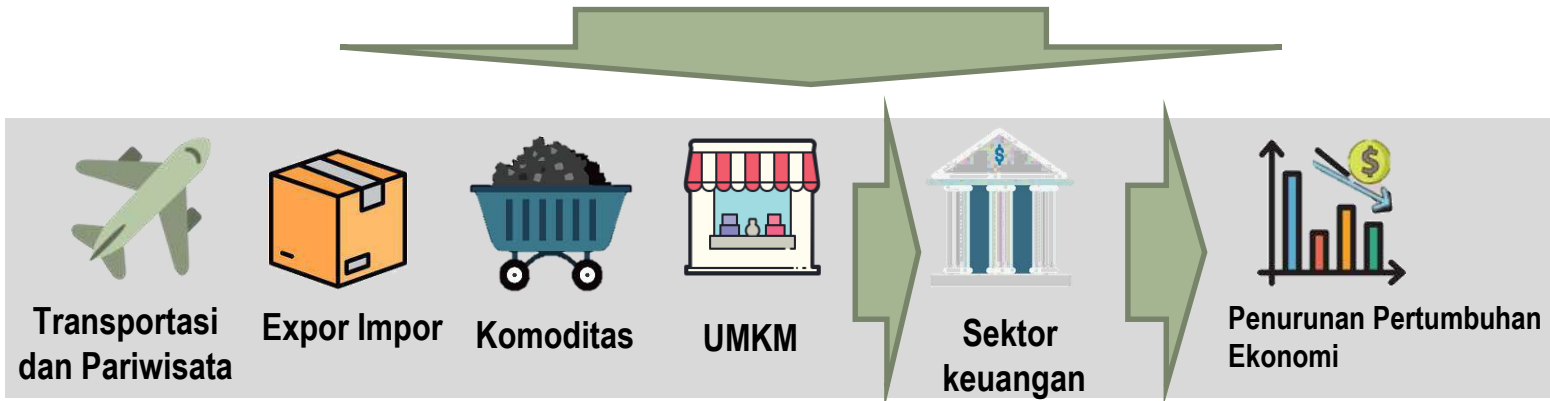 Transportasi
dan Pariwisata
Expor Impor
Komoditas
UMKM
$
Sektor
keuangan
$
Penurunan Pertumbuhan
Ekonomi